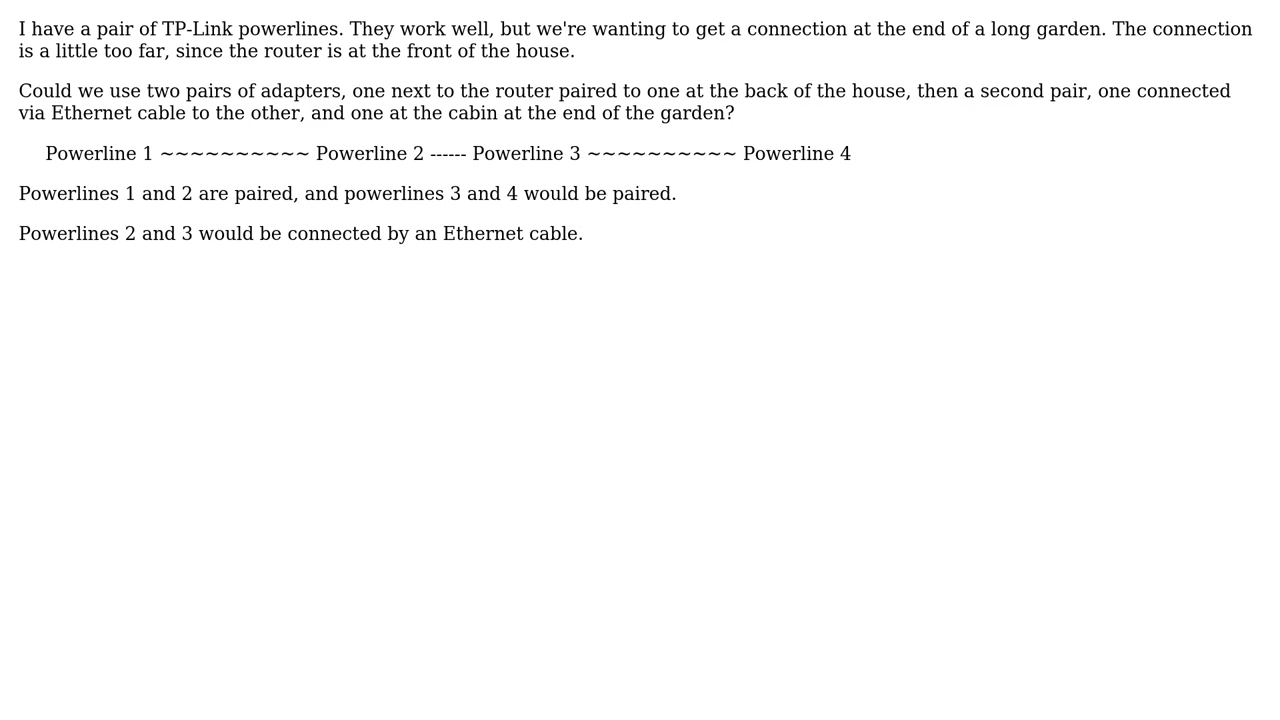 I have a pair of TP-Link powerlines. They work well, but we're wanting to get a connection at the end of a long garden. The connection
is a little too far, since the router is at the front of the house.
Could we use two pairs of adapters, one next to the router paired to one at the back of the house, then a second pair, one connected
via Ethernet cable to the other, and one at the cabin at the end of the garden?
Powerline 1 ~~~~~~~~~~ Powerline 2 ------ Powerline 3 ~~~~~~~~~~ Powerline 4
Powerlines 1 and 2 are paired, and powerlines 3 and 4 would be paired.
Powerlines 2 and 3 would be connected by an Ethernet cable.